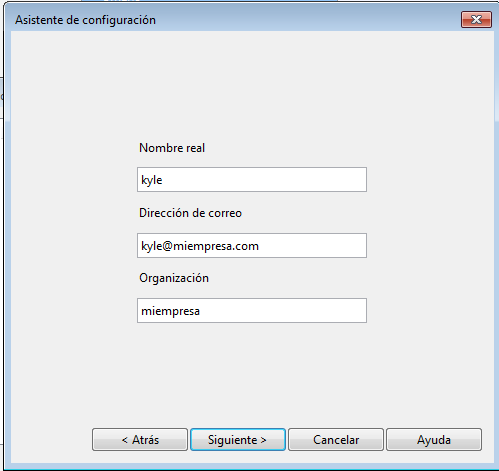 Asistente de configuración
Nombre real
kyle
Dirección de correo
kyle@miempresa.com
Organización
miempresa
< Atrás
Siguiente >
Cancelar
Ayuda